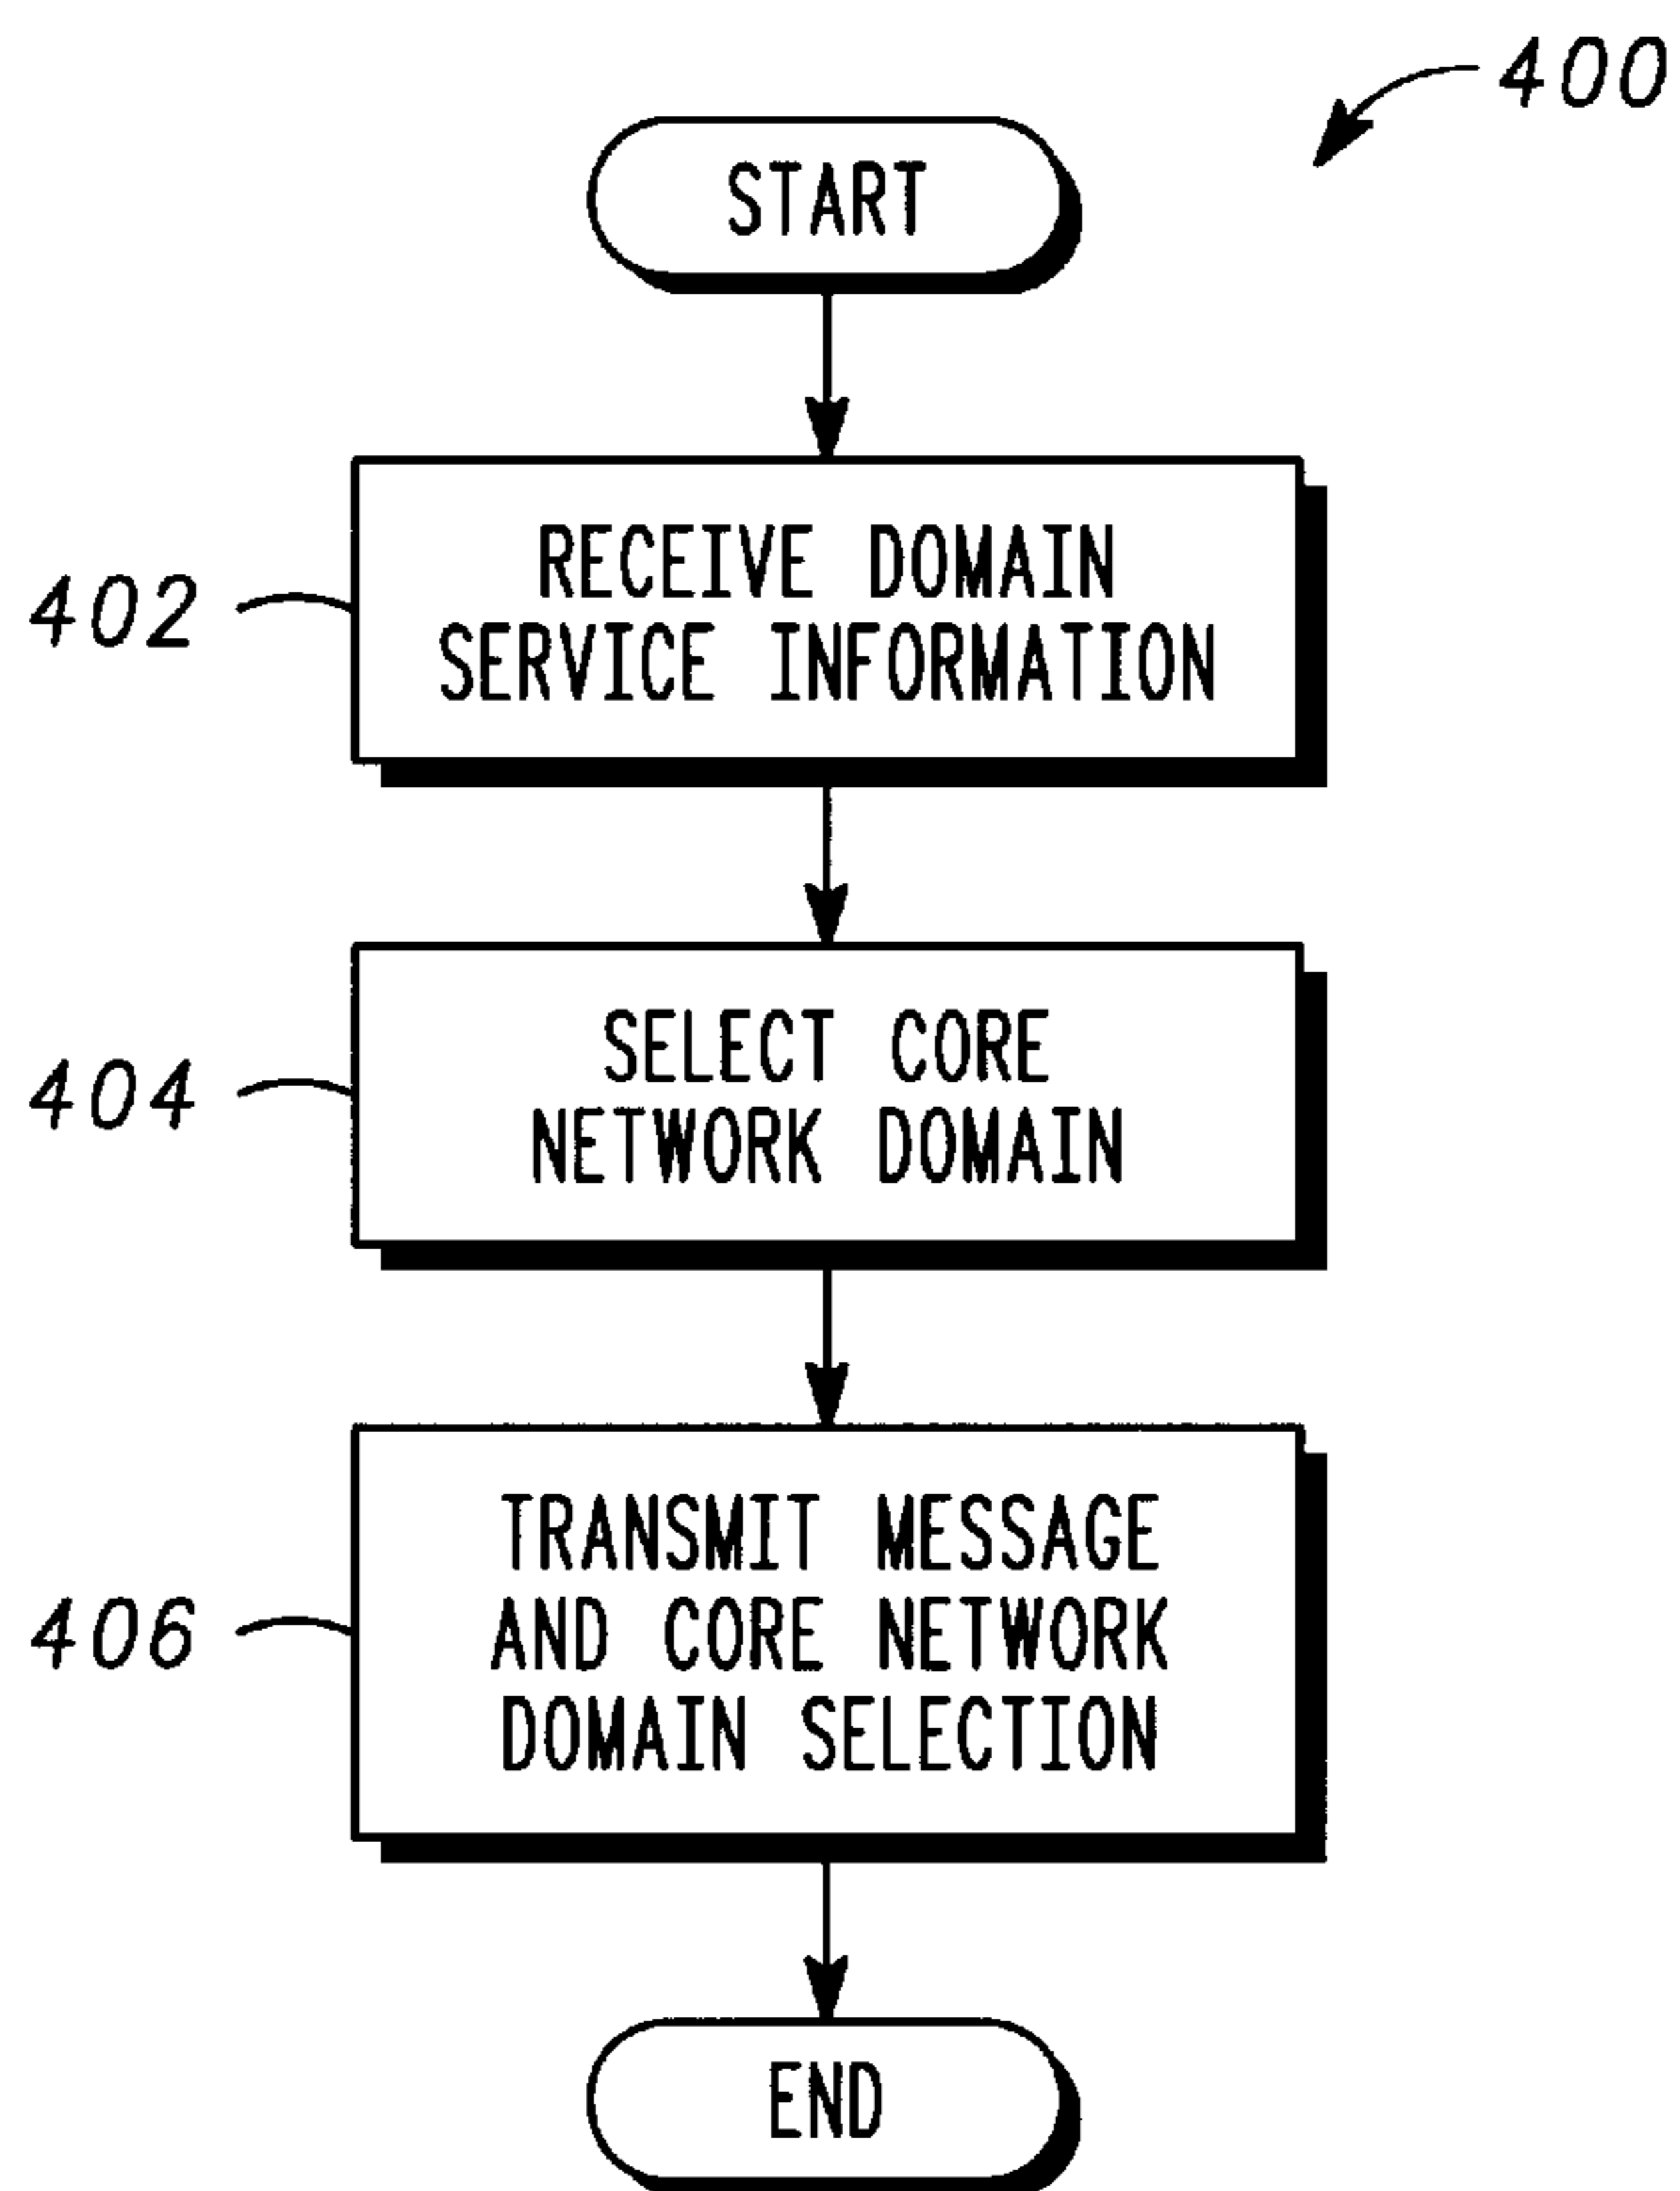 400
START
402
RECEIVE DOMAIN
SERVICE INFORMATION
404
SELECT CORE
NETWORK DOMAIN
406
TRANSMIT MESSAGE
AND CORE NETWORK
DOMAIN SELECTION
END